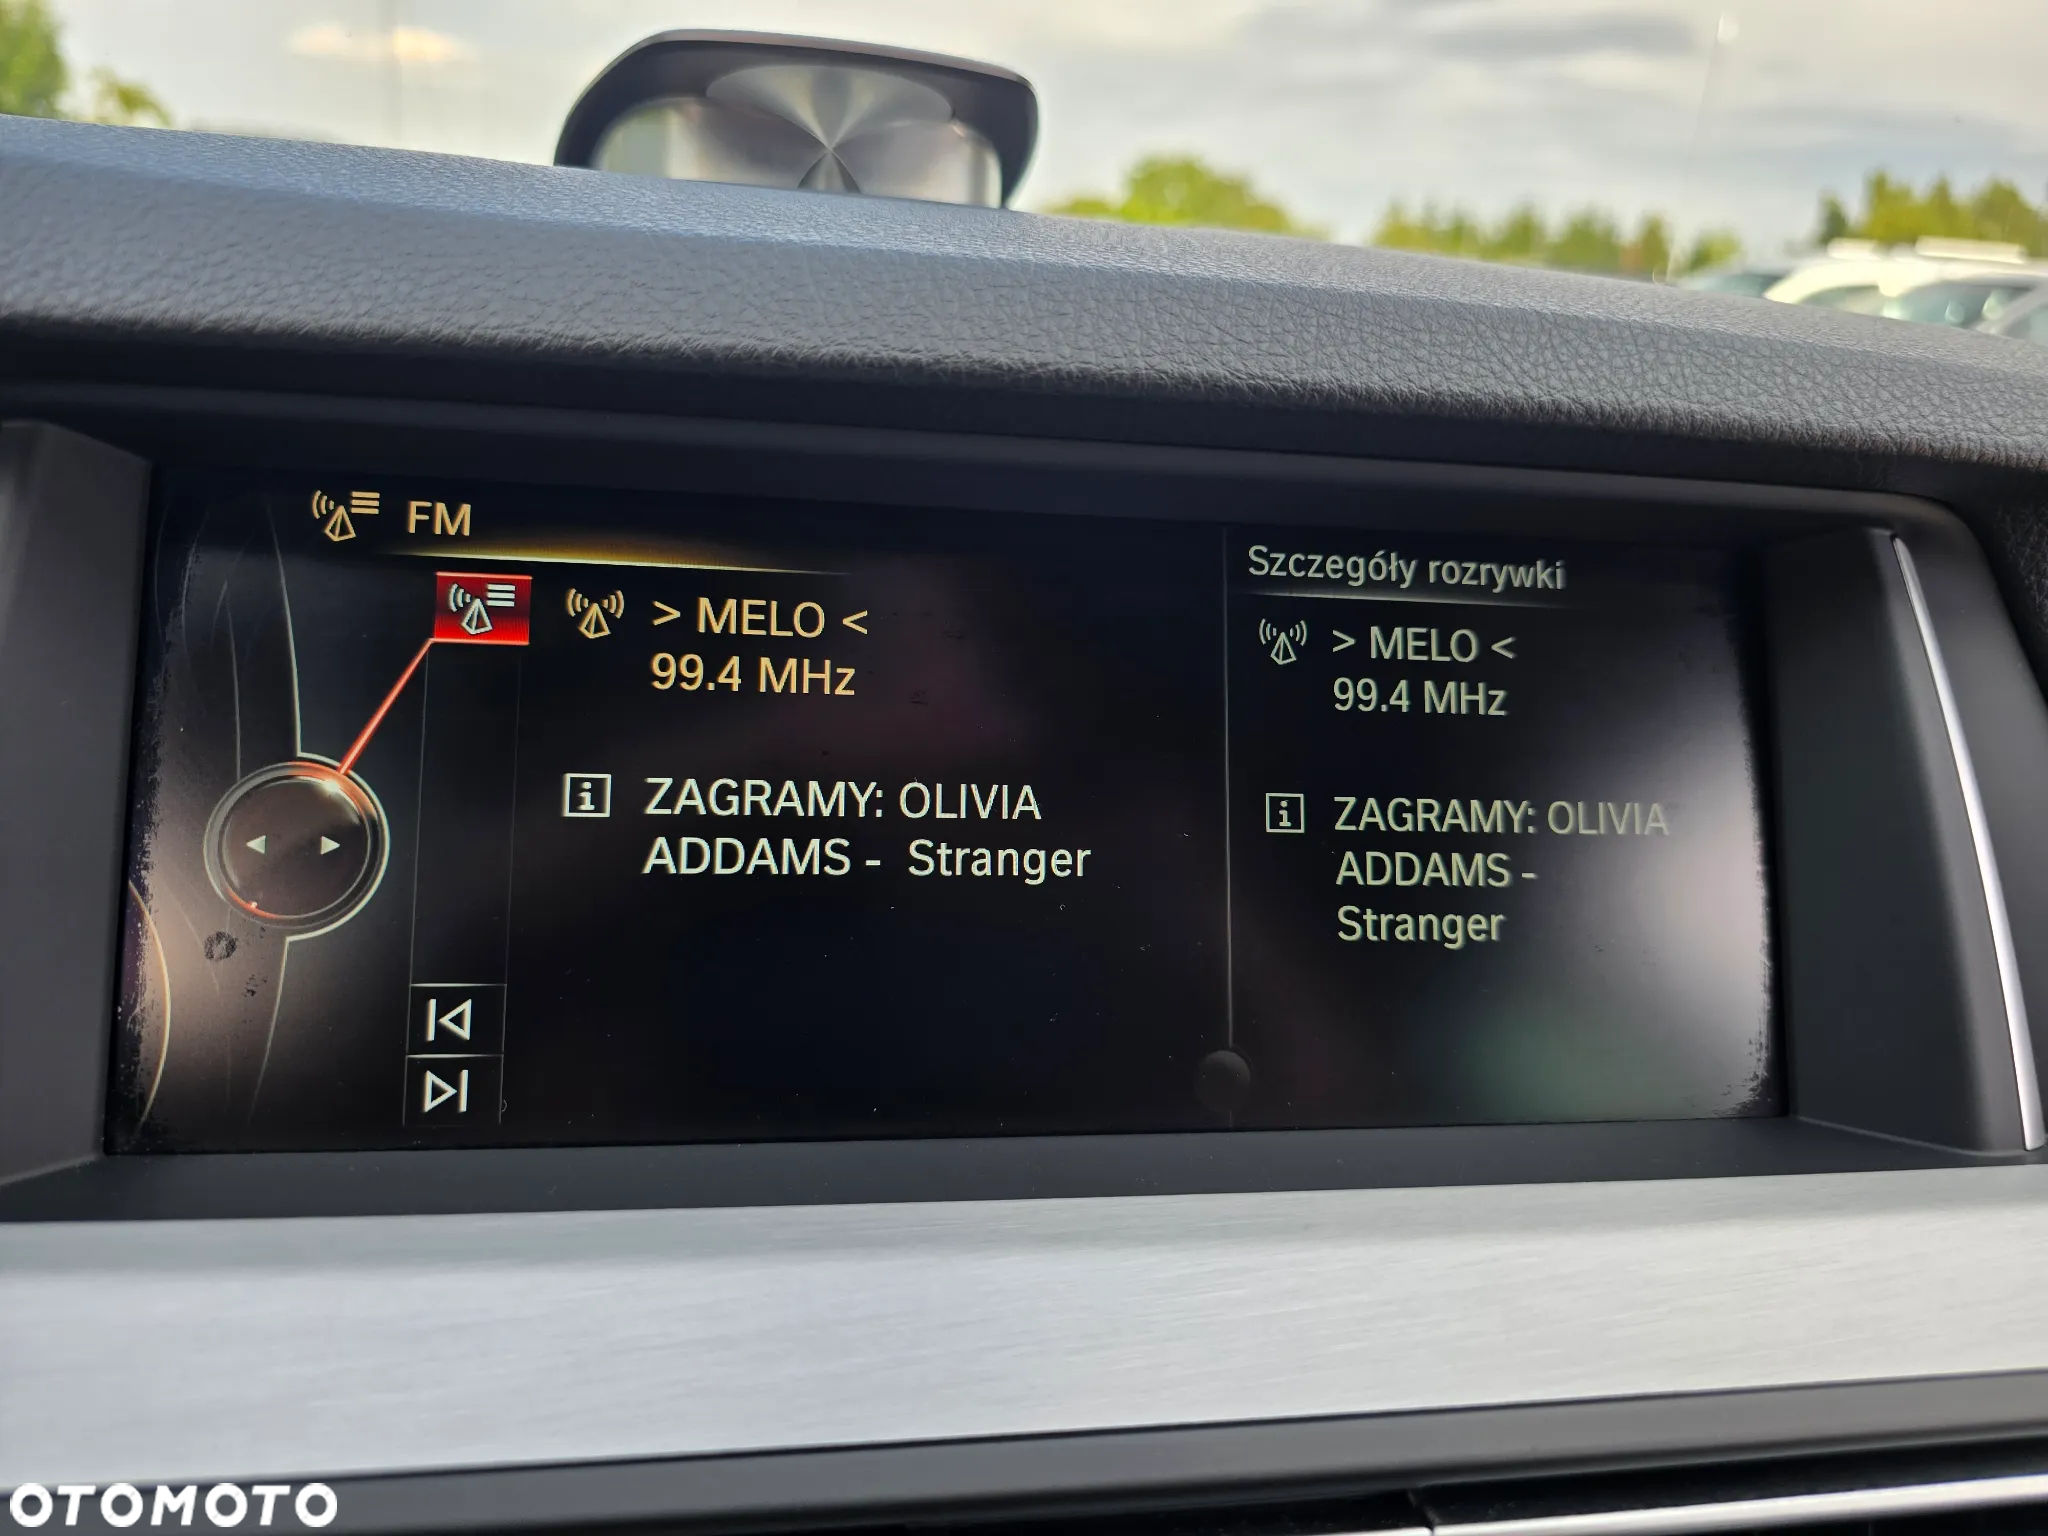 FM
> MELO <
99.4 MHz
ZAGRAMY: OLIVIA
ADDAMS - Stranger
Szczegóły rozrywki
> MELO <
99.4 MHz
ZAGRAMY: OLIVIA
ADDAMS -
Stranger
OTOMOTO